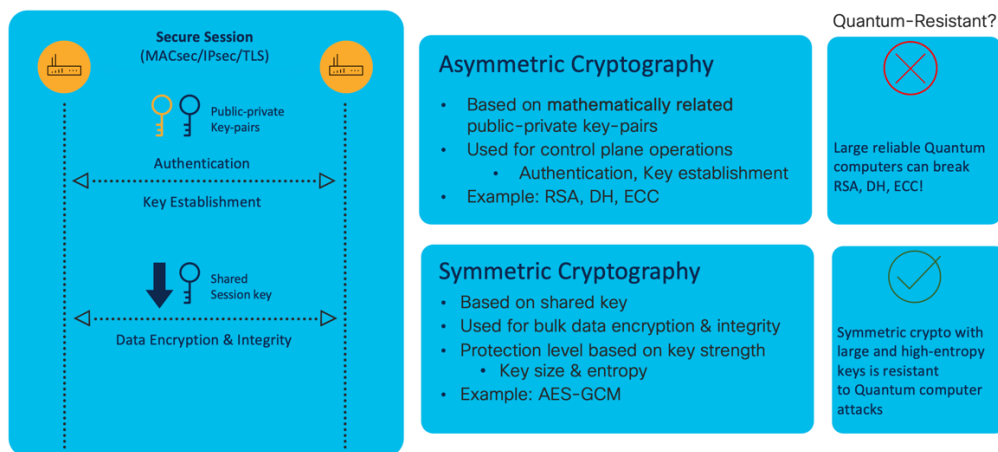 Secure Session
(MACsec/IPsec/TLS)
Public-private
Key-pairs
Authentication
Key Establishment
Shared
Session key
Data Encryption & Integrity
Asymmetric Cryptography
• Based on mathematically related
public-private key-pairs
• Used for control plane operations
• Authentication, Key establishment
• Example: RSA, DH, ECC
Symmetric Cryptography
• Based on shared key
• Used for bulk data encryption & integrity
• Protection level based on key strength
• Key size & entropy
• Example: AES-GCM
Quantum-Resistant?
Large reliable Quantum
computers can break
RSA, DH, ECC!
Symmetric crypto with
large and high-entropy
keys is resistant
to Quantum computer
attacks